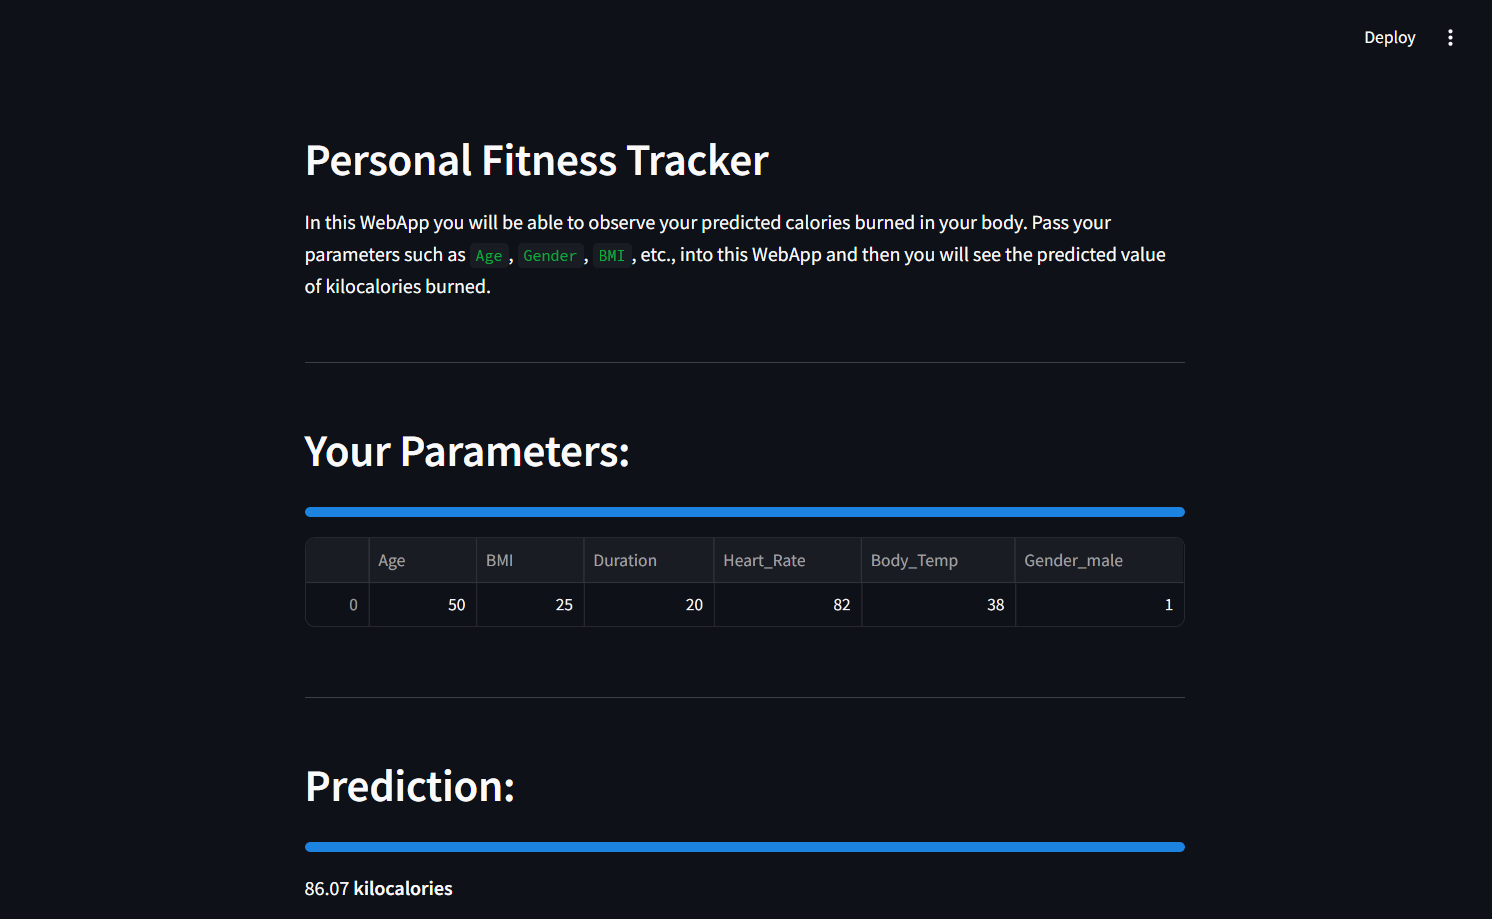 Deploy
Personal Fitness Tracker
In this WebApp you will be able to observe your predicted calories burned in your body. Pass your
parameters such as Age, Gender, BMI, etc., into this WebApp and then you will see the predicted value
of kilocalories burned.
Your Parameters:
Age BMI Duration Heart_Rate Body_Temp Gender_male
0 50 25 20 82 38 1
Prediction:
86.07 kilocalories